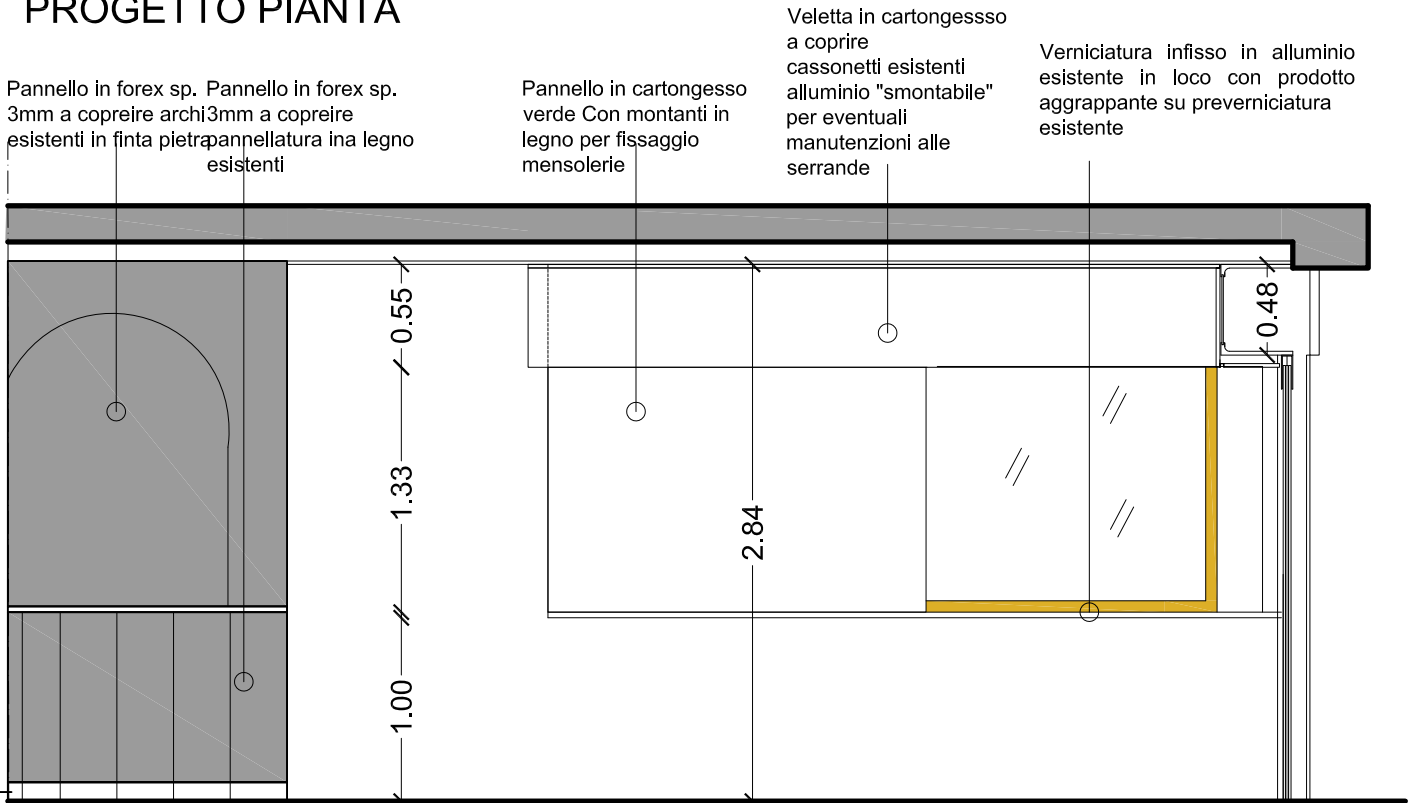 PROGETTO PIANTA
Pannello in forex sp.
3mm a copreire archi
esistenti in finta pietra
Pannello in forex sp.
3mm a copreire
pannellatura ina legno
esistenti
Pannello in cartongesso
verde Con montanti in
legno per fissaggio
mensolerie
Veletta in cartongessso
a coprire
cassonetti esistenti
alluminio "smontabile"
per eventuali
manutenzioni alle
serrande
Verniciatura infisso in alluminio
esistente in loco con prodotto
aggrappante su preverniciatura
esistente
0.55
1.33
1.00
2.84
0.48